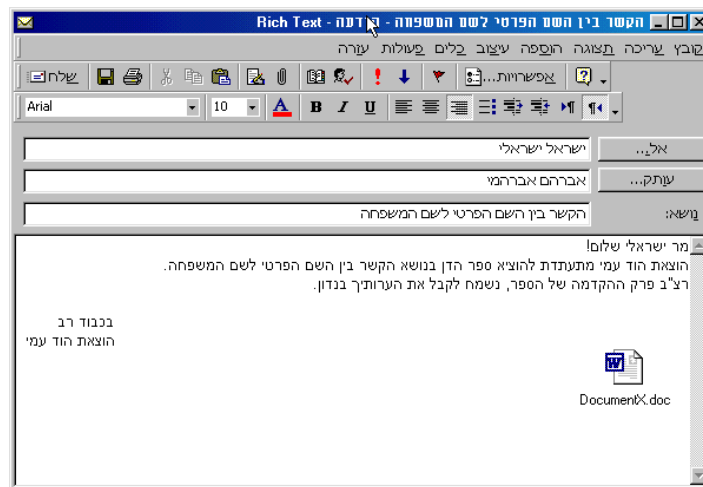 הקשר בין השם הפרטי לשם המשפחה - הודעה - Rich Text
קובץ עריכה תצוגה הוספה עיצוב כלים פעולות עזרה
שלח אפשרויות...
Arial 10 A B I U
אל... ישראל ישראלי
עותק... אברהם אברהמי
נושא: הקשר בין השם הפרטי לשם המשפחה
מר ישראלי שלום!
הוצאת הוד עמי מתעתדת להוציא ספר הדן בנושא הקשר בין השם הפרטי לשם המשפחה.
רצ"ב פרק ההקדמה של הספר, נשמח לקבל את הערותיך בנדון.
בכבוד רב
הוצאת הוד עמי
DocumentX.doc